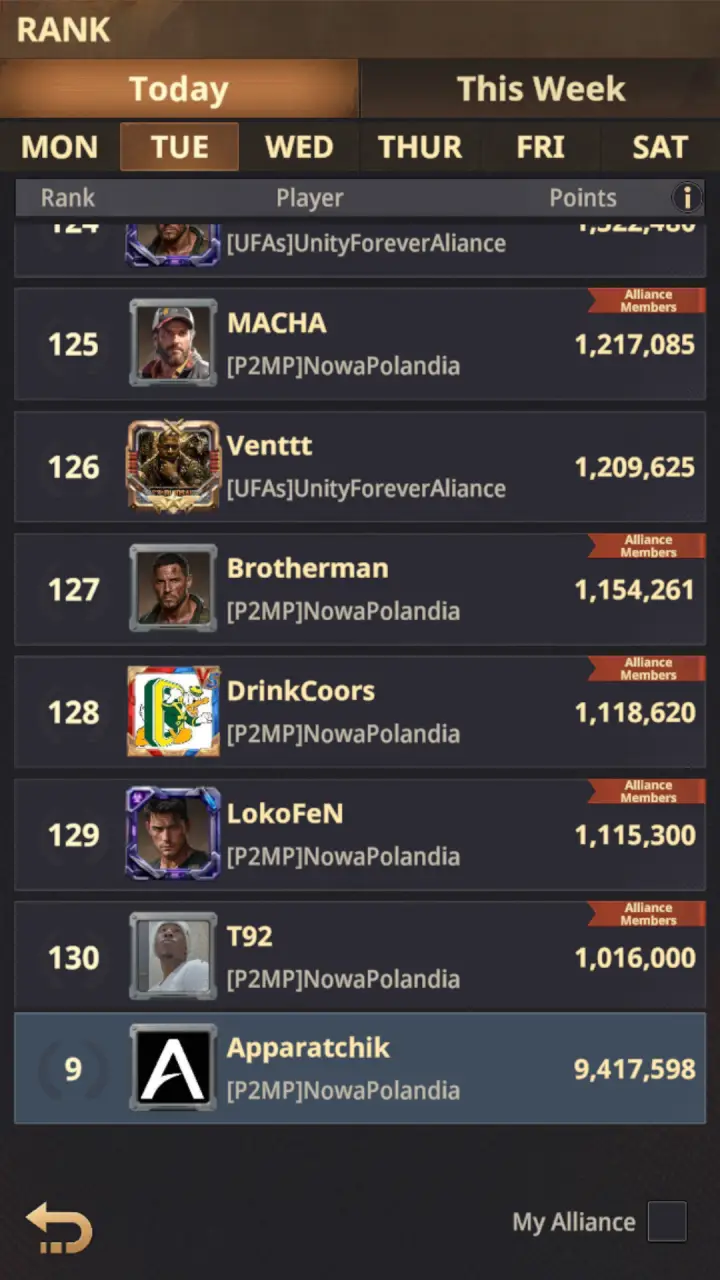 RANK
Today
This Week
MON
TUE
WED
THUR
FRI
SAT
Rank
Player
Points
i
124
[UFAs]UnityForeverAlliance
125
MACHA
[P2MP]NowaPolandia
Alliance
Members
1,217,085
126
Venttt
[UFAs]UnityForeverAlliance
1,209,625
127
Brotherman
[P2MP]NowaPolandia
Alliance
Members
1,154,261
128
DrinkCoors
[P2MP]NowaPolandia
Alliance
Members
1,118,620
129
LokoFeN
[P2MP]NowaPolandia
Alliance
Members
1,115,300
130
T92
[P2MP]NowaPolandia
Alliance
Members
1,016,000
9
Apparatchik
[P2MP]NowaPolandia
9,417,598
My Alliance